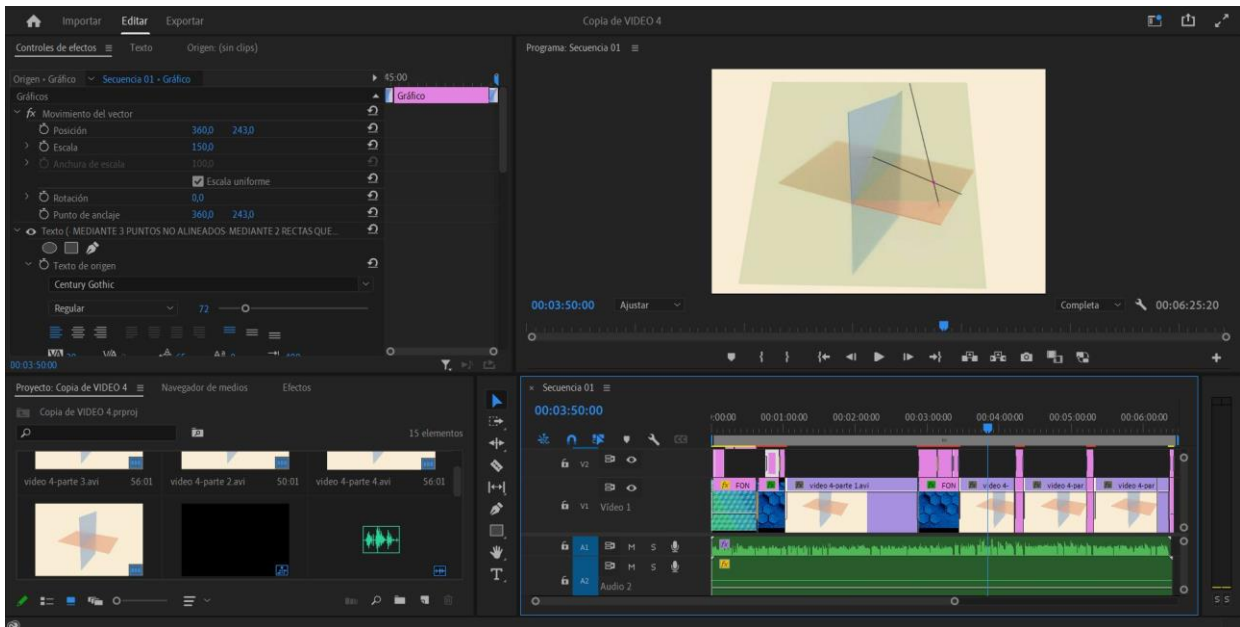 Importar Editar Exportar Copia de VIDEO 4
Controles de efectos Texto Origen: (sin clips)
Origen • Gráfico Secuencia 01 • Gráfico
45:00
Gráficos
Gráfico
fx Movimiento del vector
Posición 360,0 243,0
Escala 150,0
Anchura de escala 100,0
Escala uniforme
Rotación 0,0
Punto de anclaje 360,0 243,0
Texto (- MEDIANTE 3 PUNTOS NO ALINEADOS- MEDIANTE 2 RECTAS QUE...
Texto de origen
Century Gothic
Regular 72
00:03:50:00
Programa: Secuencia 01
00:03:50:00 Ajustar Completa 00:06:25:20
Proyecto: Copia de VIDEO 4 Navegador de medios Efectos
Copia de VIDEO 4.prproj
15 elementos
video 4-parte 3.avi 56:01 video 4-parte 2.avi 50:01 video 4-parte 4.avi 56:01
T
× Secuencia 01
00:03:50:00
:00:00 00:01:00:00 00:02:00:00 00:03:00:00 00:04:00:00 00:05:00:00 00:06:00:00
V2
fx FON video 4-parte 1.avi FON video 4- video 4-par video 4-par
V1 Vídeo 1
A1 M S
fx
A2 M S
Audio 2
fx
S S